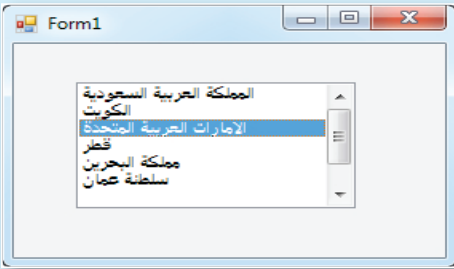 Form1
المملكة العربية السعودية
الكويت
الامارات العربية المتحدة
قطر
مملكة البحرين
سلطنة عمان